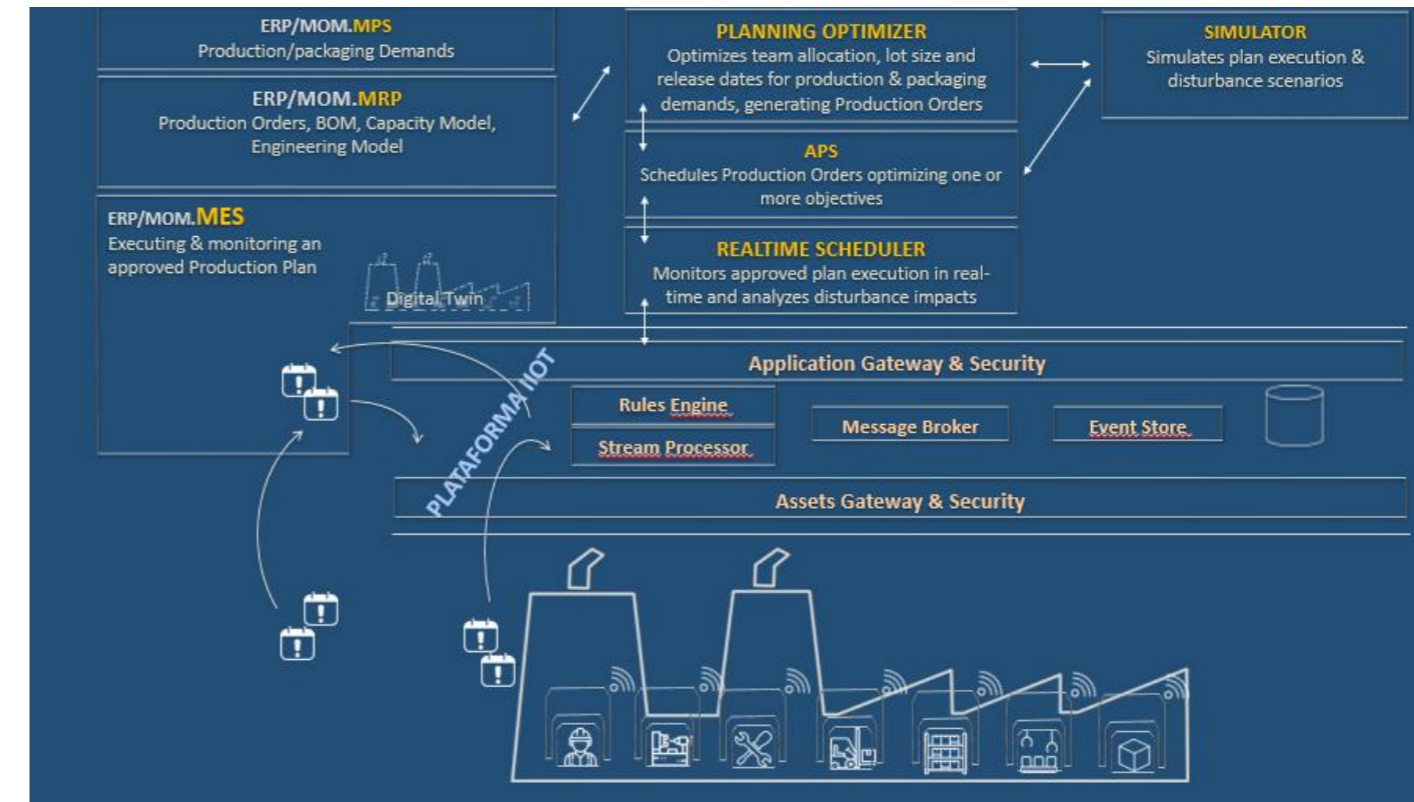 ERP/MOM.MPS
Production/packaging Demands
ERP/MOM.MRP
Production Orders, BOM, Capacity Model,
Engineering Model
ERP/MOM.MES
Executing & monitoring an
approved Production Plan
Digital Twin
PLANNING OPTIMIZER
Optimizes team allocation, lot size and
release dates for production & packaging
demands, generating Production Orders
APS
Schedules Production Orders optimizing one or
more objectives
REALTIME SCHEDULER
Monitors approved plan execution in real-
time and analyzes disturbance impacts
SIMULATOR
Simulates plan execution &
disturbance scenarios
PLATAFORMA IIOT
Application Gateway & Security
Rules Engine
Stream Processor
Message Broker
Event Store
Assets Gateway & Security